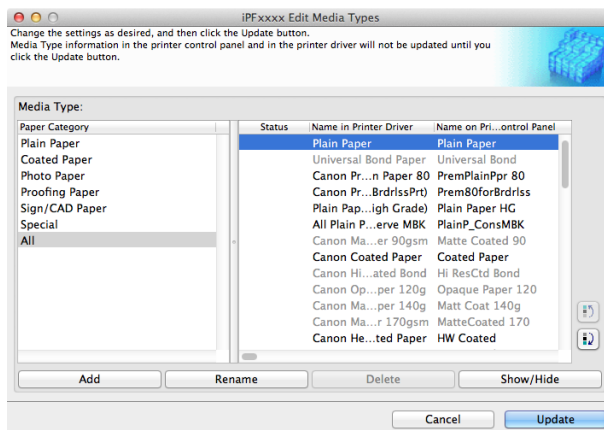 iPFxxxx Edit Media Types
Change the settings as desired, and then click the Update button.
Media Type information in the printer control panel and in the printer driver will not be updated until you
click the Update button.
Media Type:
Paper Category
Plain Paper
Coated Paper
Photo Paper
Proofing Paper
Sign/CAD Paper
Special
All
Status Name in Printer Driver Name on Pri...ontrol Panel
Plain Paper Plain Paper
Universal Bond Paper Universal Bond
Canon Pr...n Paper 80 PremPlainPpr 80
Canon Pr...BrdrlssPrt) Prem80forBrdrlss
Plain Pap...igh Grade) Plain Paper HG
All Plain P...erve MBK PlainP_ConsMBK
Canon Ma...er 90gsm Matte Coated 90
Canon Coated Paper Coated Paper
Canon Hi...ated Bond Hi ResCtd Bond
Canon Op...per 120g Opaque Paper 120
Canon Ma...per 140g Matt Coat 140g
Canon Ma...r 170gsm MatteCoated 170
Canon He...ted Paper HW Coated
Add Rename Delete Show/Hide
Cancel Update